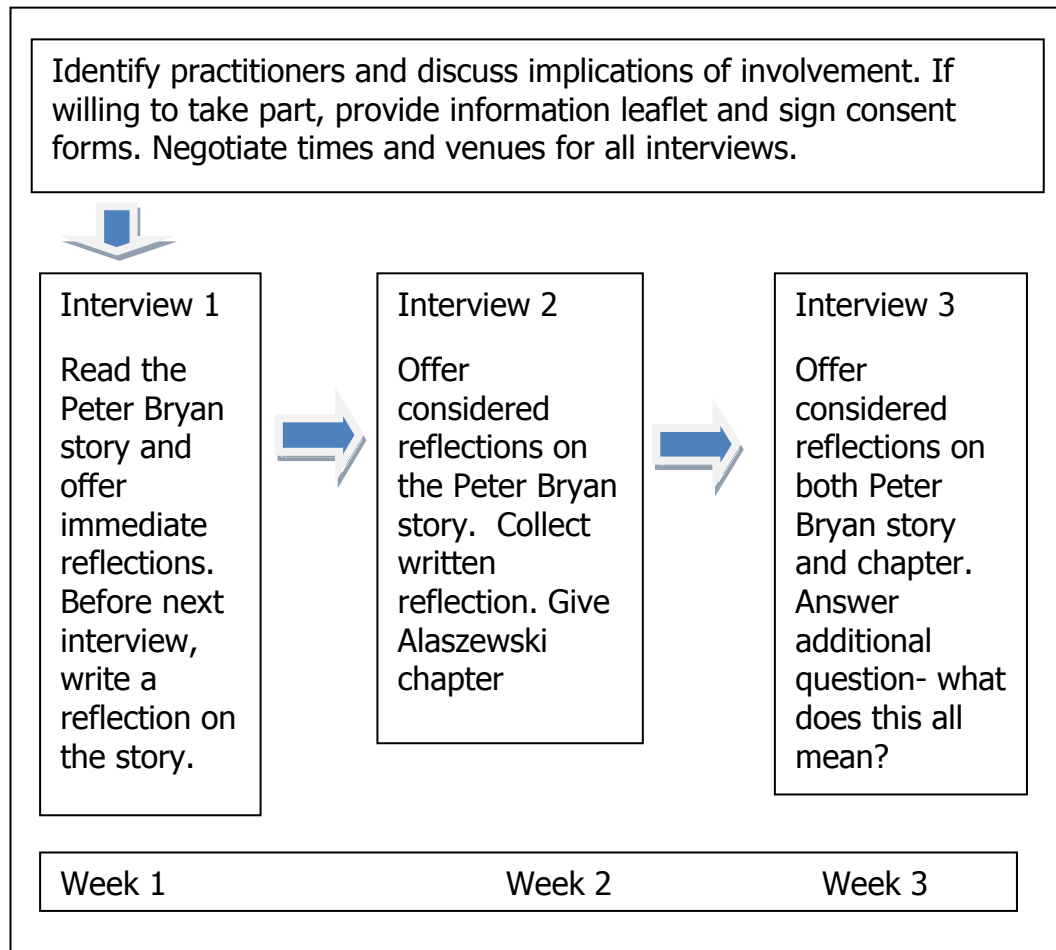 Identify practitioners and discuss implications of involvement. If
willing to take part, provide information leaflet and sign consent
forms. Negotiate times and venues for all interviews.
Interview 1
Read the
Peter Bryan
story and
offer
immediate
reflections.
Before next
interview,
write a
reflection on
the story.
Interview 2
Offer
considered
reflections on
the Peter Bryan
story.  Collect
written
reflection. Give
Alaszewski
chapter
Interview 3
Offer
considered
reflections on
both Peter
Bryan story
and chapter.
Answer
additional
question- what
does this all
mean?
Week 1
Week 2
Week 3